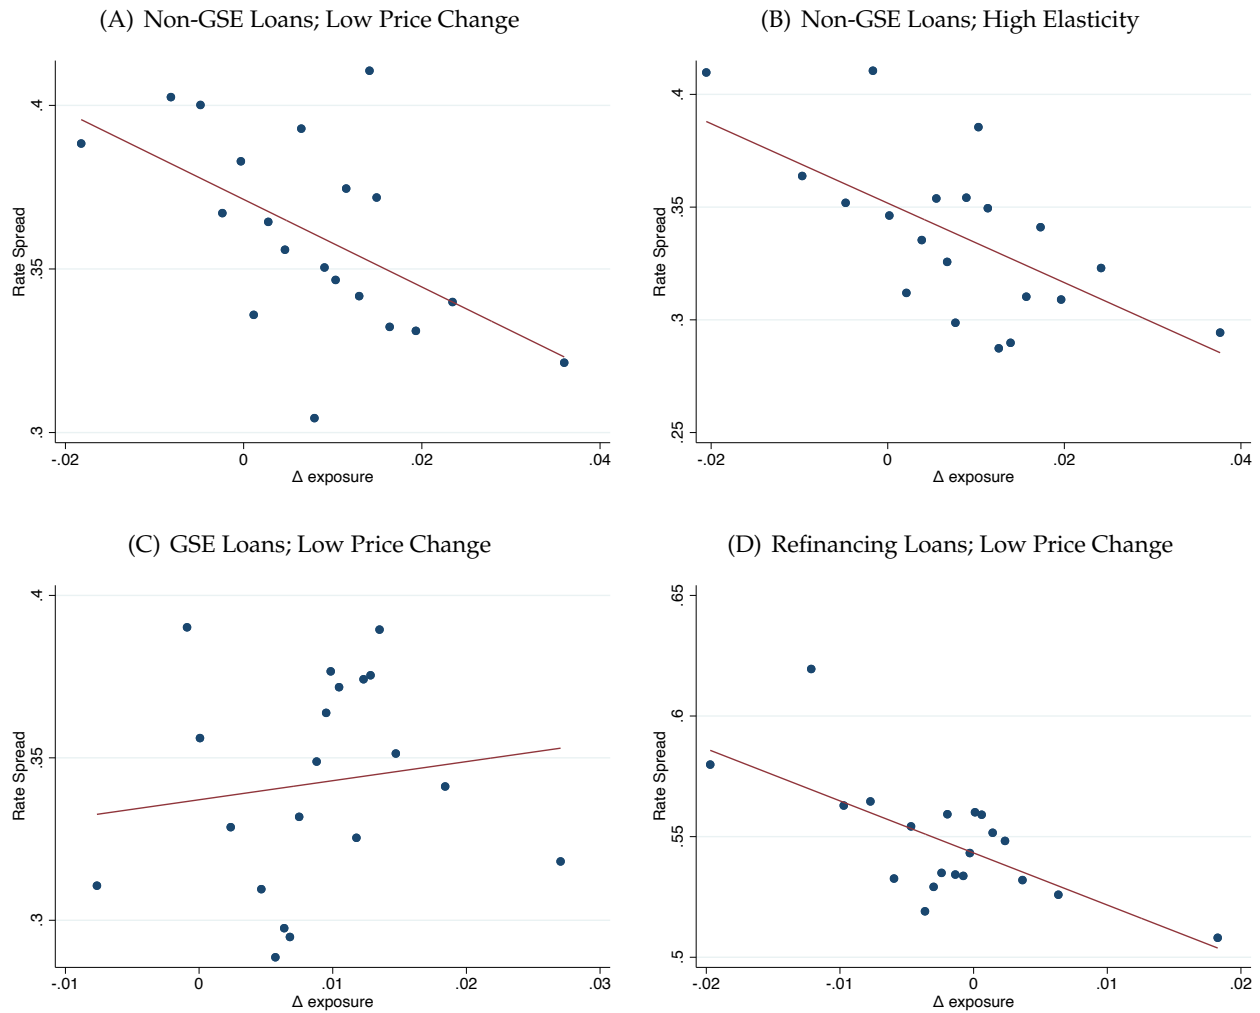 (A) Non-GSE Loans; Low Price Change
Rate Spread
.4
.35
.3
-.02 0 .02 .04
Δ exposure
(B) Non-GSE Loans; High Elasticity
Rate Spread
.4
.35
.3
.25
-.02 0 .02 .04
Δ exposure
(C) GSE Loans; Low Price Change
Rate Spread
.4
.35
.3
-.01 0 .01 .02 .03
Δ exposure
(D) Refinancing Loans; Low Price Change
Rate Spread
.65
.6
.55
.5
-.02 -.01 0 .01 .02
Δ exposure